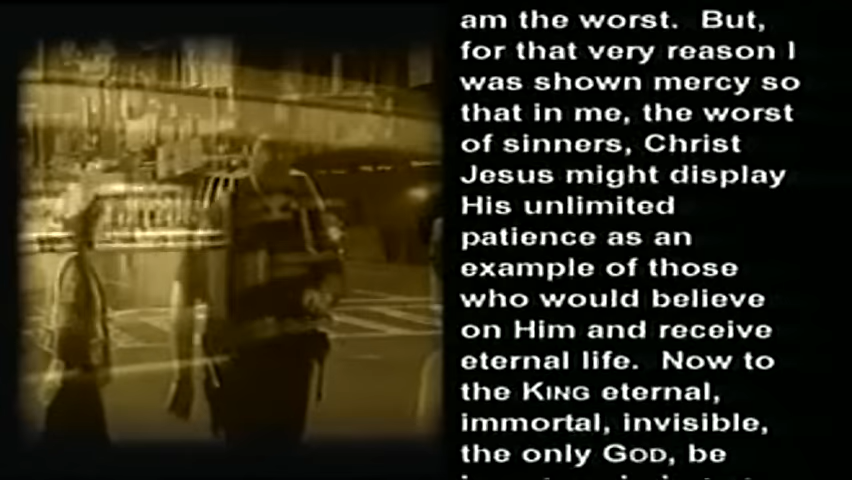 am the worst. But,
for that very reason I
was shown mercy so
that in me, the worst
of sinners, Christ
Jesus might display
His unlimited
patience as an
example of those
who would believe
on Him and receive
eternal life. Now to
the KING eternal,
immortal, invisible,
the only GOD, be